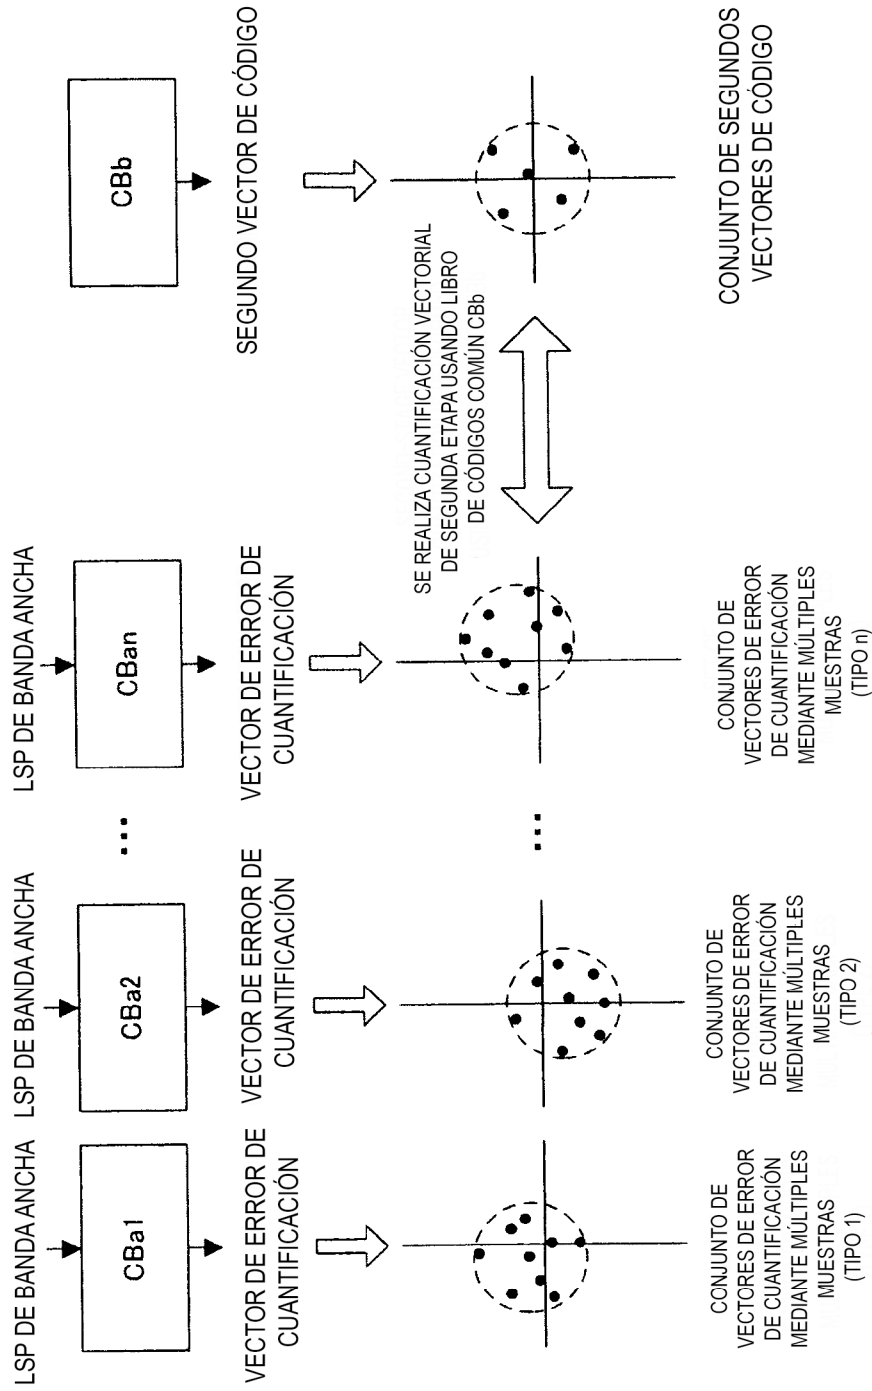 LSP DE BANDA ANCHA
CBa1
VECTOR DE ERROR DE
CUANTIFICACIÓN
CONJUNTO DE
VECTORES DE ERROR
DE CUANTIFICACIÓN
MEDIANTE MÚLTIPLES
MUESTRAS
(TIPO 1)
LSP DE BANDA ANCHA
CBa2
VECTOR DE ERROR DE
CUANTIFICACIÓN
CONJUNTO DE
VECTORES DE ERROR
DE CUANTIFICACIÓN
MEDIANTE MÚLTIPLES
MUESTRAS
(TIPO 2)
...
...
LSP DE BANDA ANCHA
CBan
VECTOR DE ERROR DE
CUANTIFICACIÓN
CONJUNTO DE
VECTORES DE ERROR
DE CUANTIFICACIÓN
MEDIANTE MÚLTIPLES
MUESTRAS
(TIPO n)
SE REALIZA CUANTIFICACIÓN VECTORIAL
DE SEGUNDA ETAPA USANDO LIBRO
DE CÓDIGOS COMÚN CBb
CBb
SEGUNDO VECTOR DE CÓDIGO
CONJUNTO DE SEGUNDOS
VECTORES DE CÓDIGO